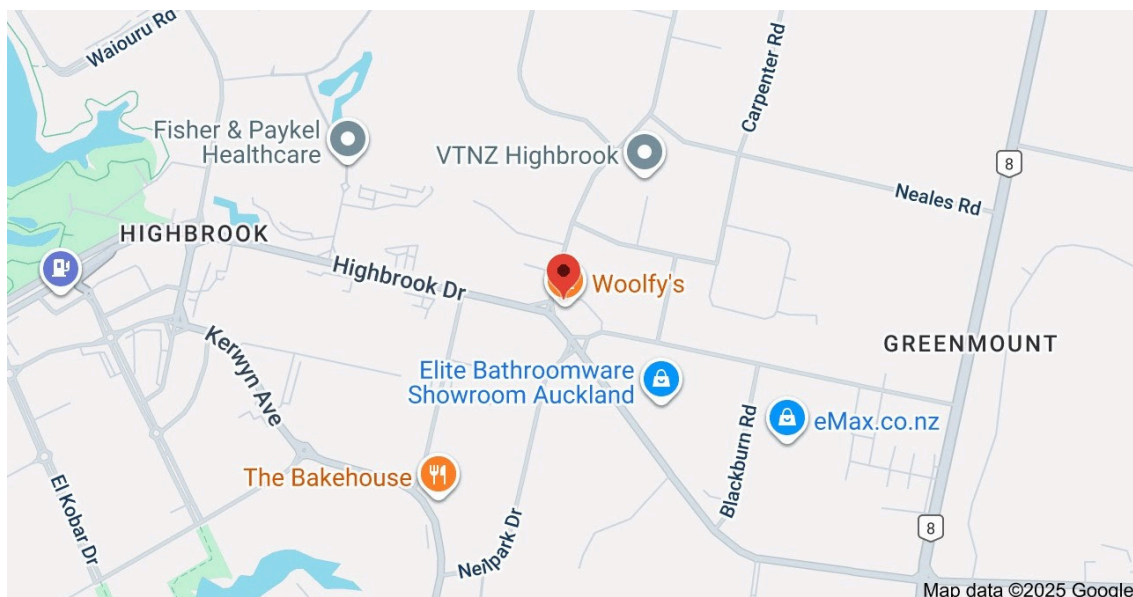 Waiouru Rd
Carpenter Rd
Fisher & Paykel
Healthcare
VTNZ Highbrook
8
Neales Rd
HIGHBROOK
Highbrook Dr
Woolfy's
GREENMOUNT
Kerwyn Ave
Elite Bathroomware
Showroom Auckland
eMax.co.nz
Blackburn Rd
The Bakehouse
El Kobar Dr
Neilpark Dr
8
Map data ©2025 Google